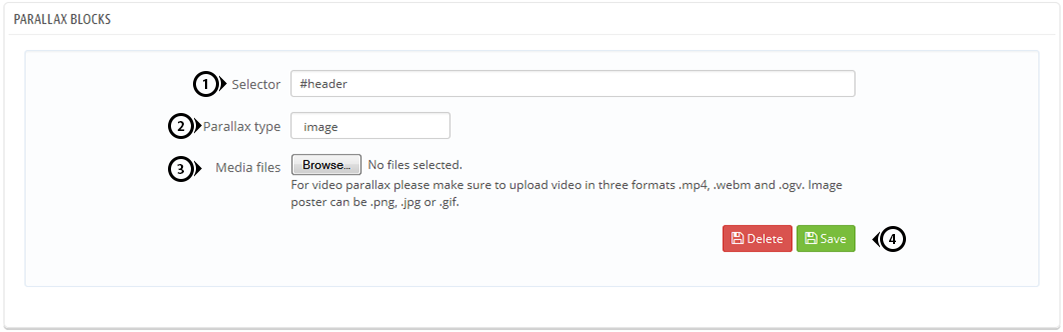 PARALLAX BLOCKS
1 Selector #header
2 Parallax type image
3 Media files Browse... No files selected.
For video parallax please make sure to upload video in three formats .mp4, .webm and .ogv. Image
poster can be .png, .jpg or .gif.
Delete Save 4